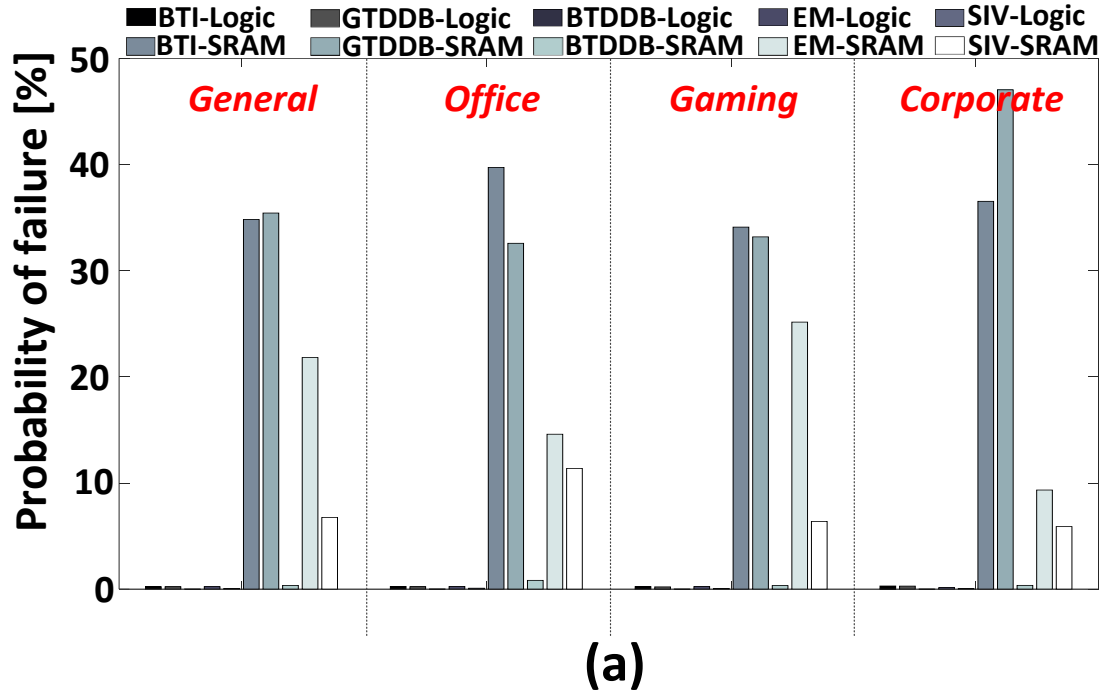 BTI-Logic GTDDB-Logic BTDDB-Logic EM-Logic SIV-Logic
BTI-SRAM GTDDB-SRAM BTDDB-SRAM EM-SRAM SIV-SRAM
Probability of failure [%]
50
40
30
20
10
0
General Office Gaming Corporate
(a)